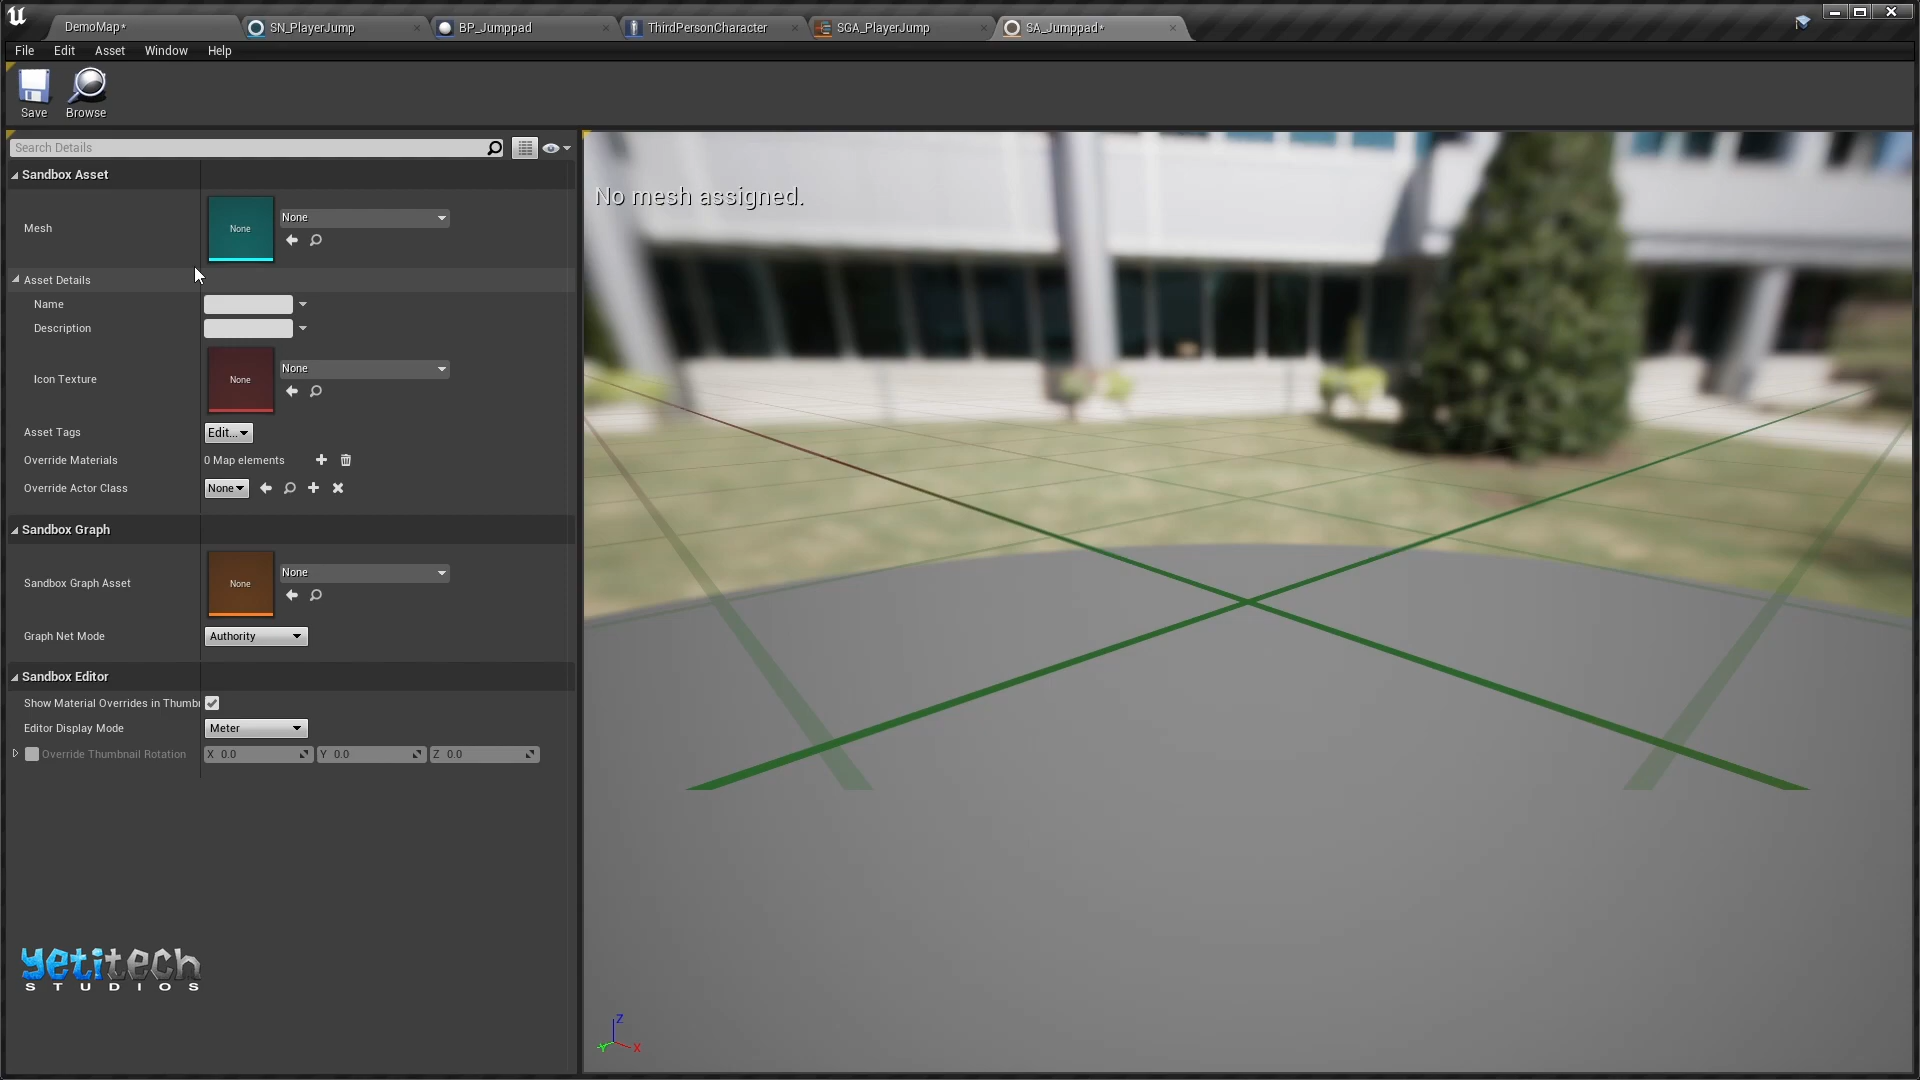 DemoMap*
SN_PlayerJump
BP_Jumppad
ThirdPersonCharacter
SGA_PlayerJump
SA_Jumppad*
File Edit Asset Window Help
Save Browse
Search Details
Sandbox Asset
Mesh
None
None
Asset Details
Name
Description
Icon Texture
None
None
Asset Tags
Edit...
Override Materials
0 Map elements
Override Actor Class
None
Sandbox Graph
Sandbox Graph Asset
None
None
Graph Net Mode
Authority
Sandbox Editor
Show Material Overrides in Thumb
Editor Display Mode
Meter
Override Thumbnail Rotation
X 0.0
Y 0.0
Z 0.0
yetitech
STUDIOS
No mesh assigned.
Z
Y
X